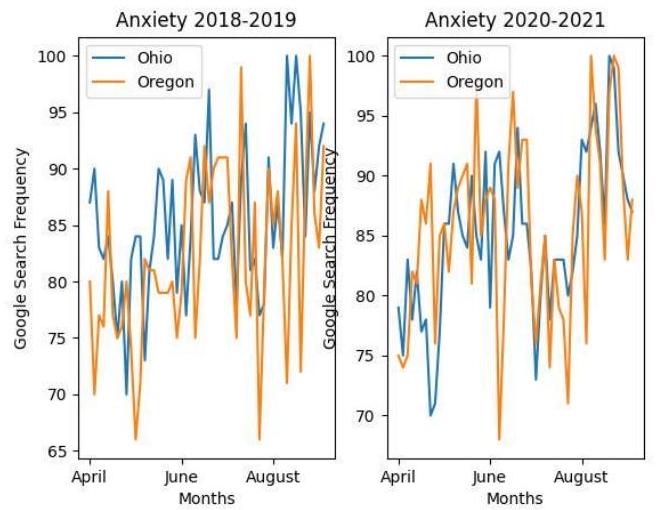 Anxiety 2018-2019
100
95
90
85
80
75
70
65
Google Search Frequency
Ohio
Oregon
April
June
August
Months
Anxiety 2020-2021
100
95
90
85
80
75
70
Google Search Frequency
Ohio
Oregon
April
June
August
Months